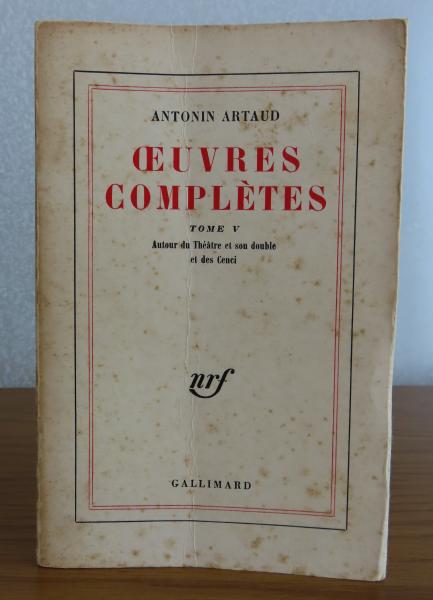 ANTONIN ARTAUD
ŒUVRES
COMPLÈTES
TOME V
Autour du Théâtre et son double
et des Cenci
nrf
GALLIMARD